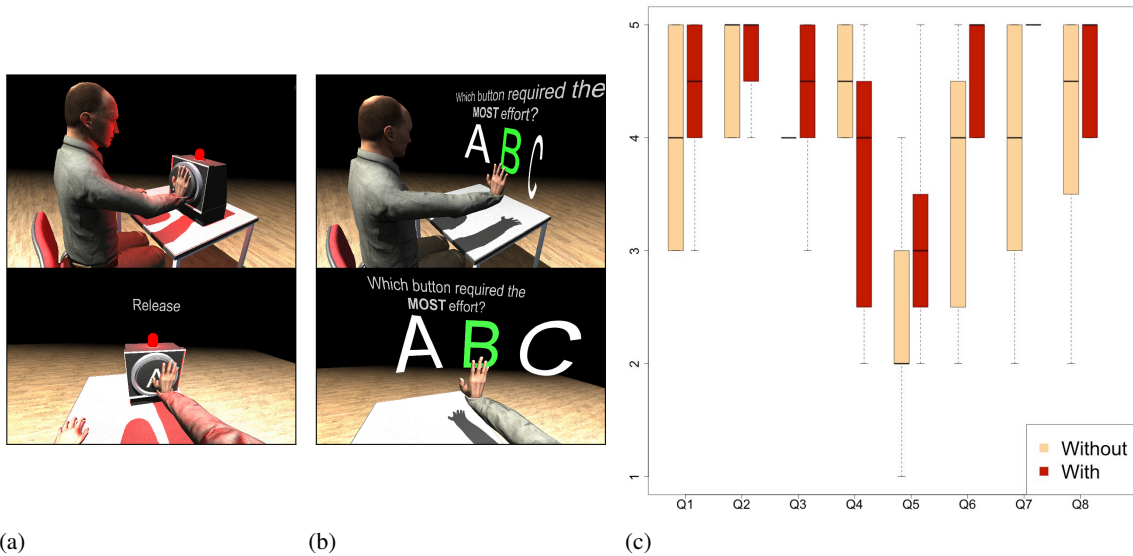 Release
A
Which button required the
MOST effort?
A B C
Which button required the
MOST effort?
A B C
5
4
3
2
1
Without
With
Q1 Q2 Q3 Q4 Q5 Q6 Q7 Q8
(a) (b) (c)